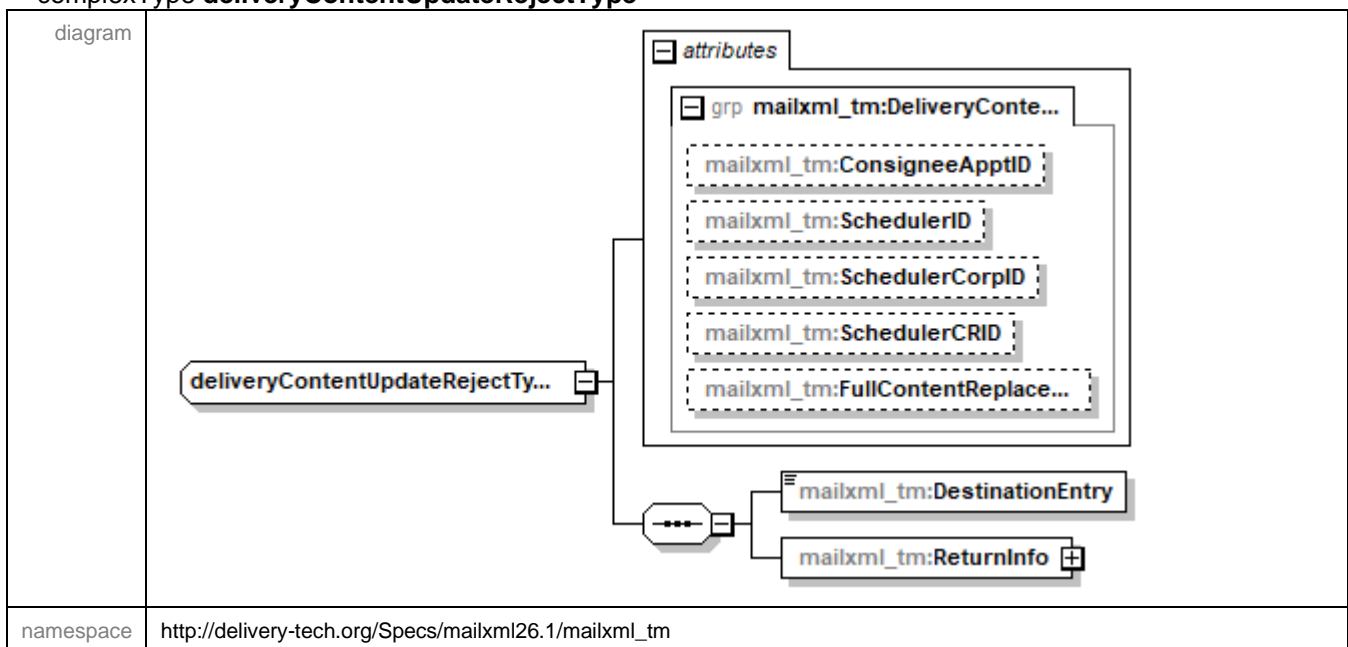 complexType deliveryContentUpdateRejectType
diagram
attributes
grp mailxml_tm:DeliveryConte...
mailxml_tm:ConsigneeApptID
mailxml_tm:SchedulerID
mailxml_tm:SchedulerCorpID
mailxml_tm:SchedulerCRID
mailxml_tm:FullContentReplace...
deliveryContentUpdateRejectTy...
mailxml_tm:DestinationEntry
mailxml_tm:ReturnInfo
namespace http://delivery-tech.org/Specs/mailxml26.1/mailxml_tm